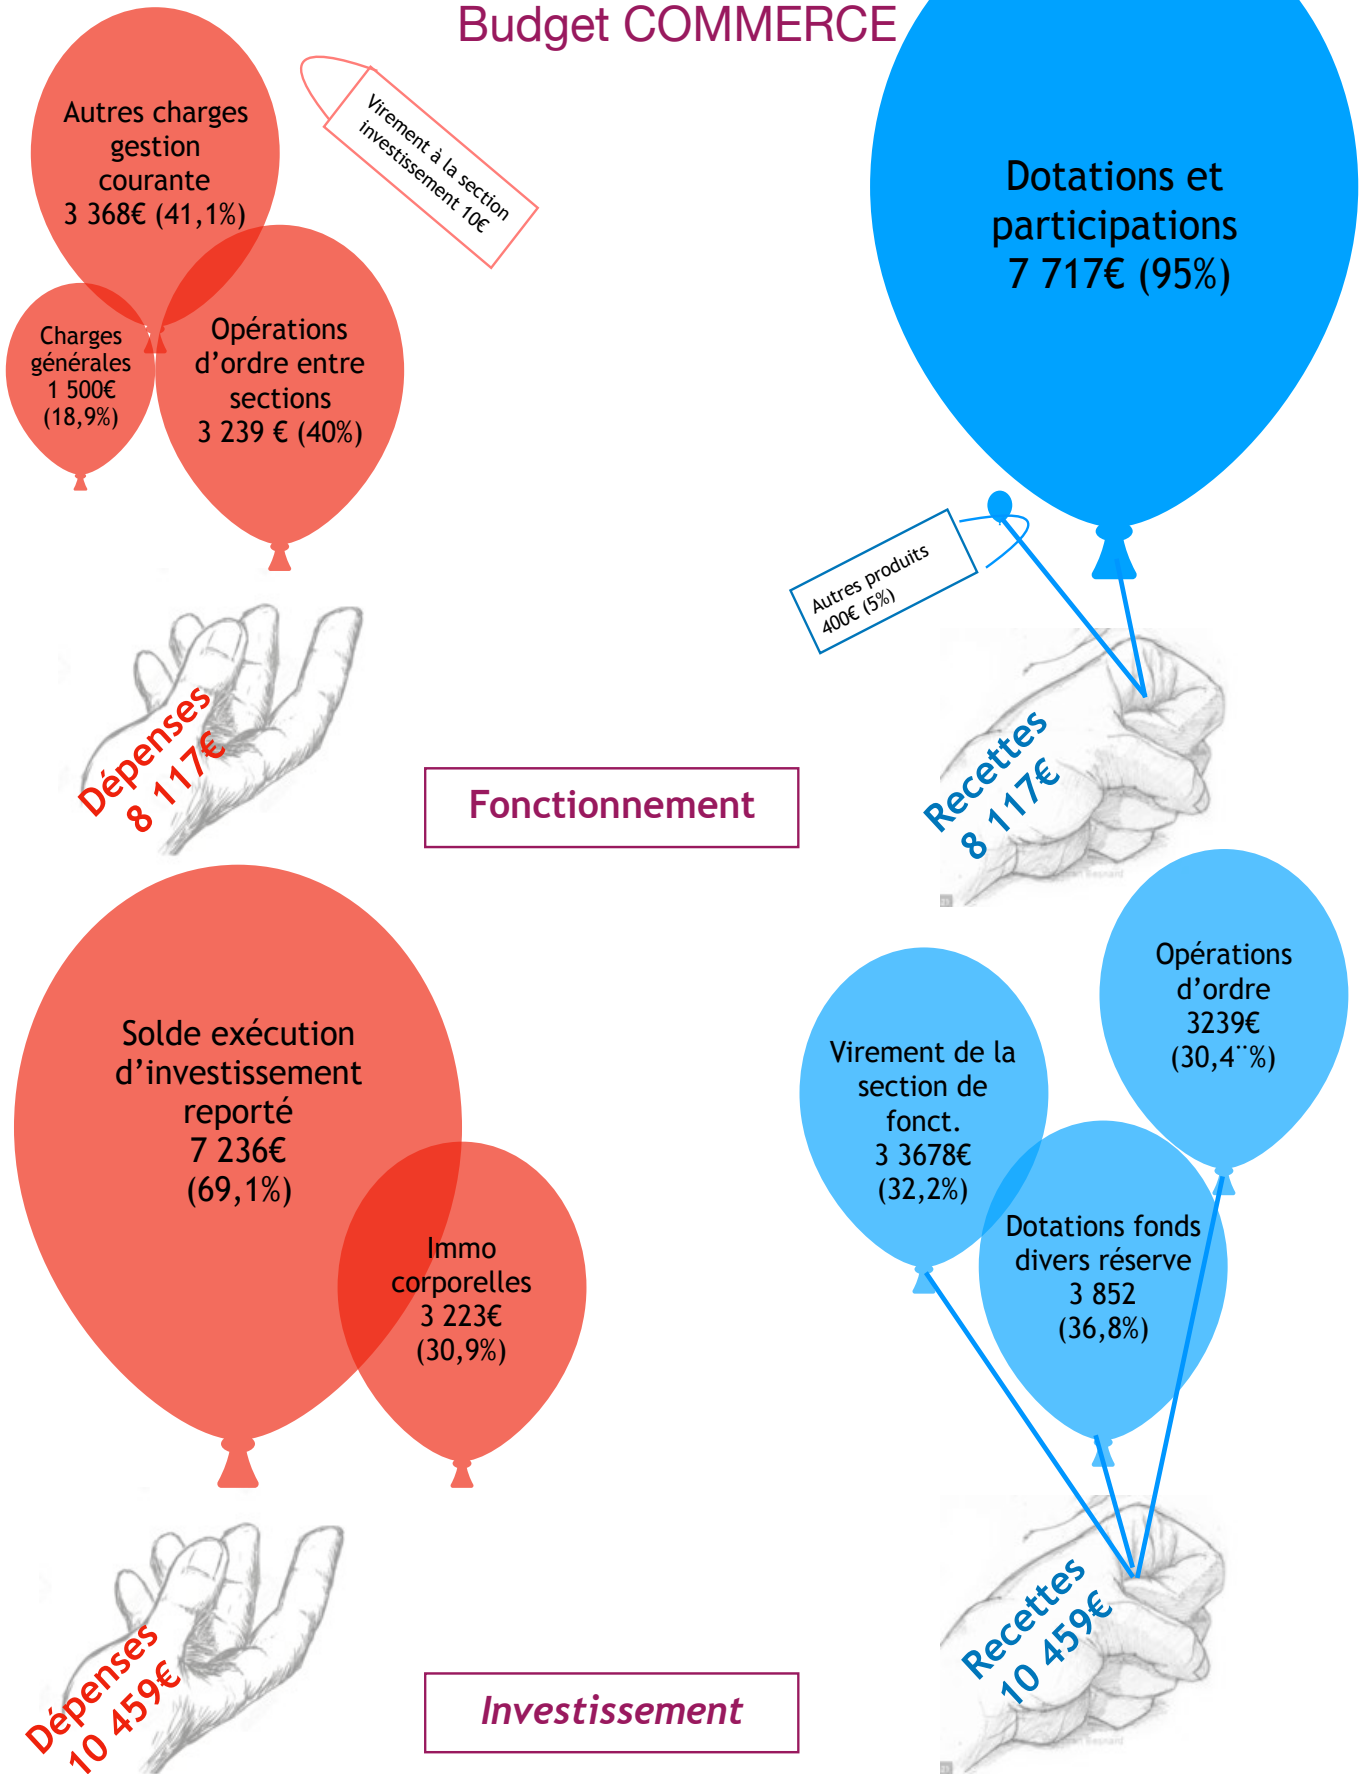 Budget COMMERCE
Autres charges
gestion
courante
3 368€ (41,1%)
Virement à la section
investissement 10€
Charges
générales
1 500€
(18,9%)
Opérations
d’ordre entre
sections
3 239 € (40%)
Dotations et
participations
7 717€ (95%)
Autres produits
400€ (5%)
Dépenses
8 117€
Fonctionnement
Recettes
8 117€
Solde exécution
d’investissement
reporté
7 236€
(69,1%)
Immo
corporelles
3 223€
(30,9%)
Virement de la
section de
fonct.
3 3678€
(32,2%)
Opérations
d’ordre
3239€
(30,4¨%)
Dotations fonds
divers réserve
3 852
(36,8%)
Dépenses
10 459€
Investissement
Recettes
10 459€